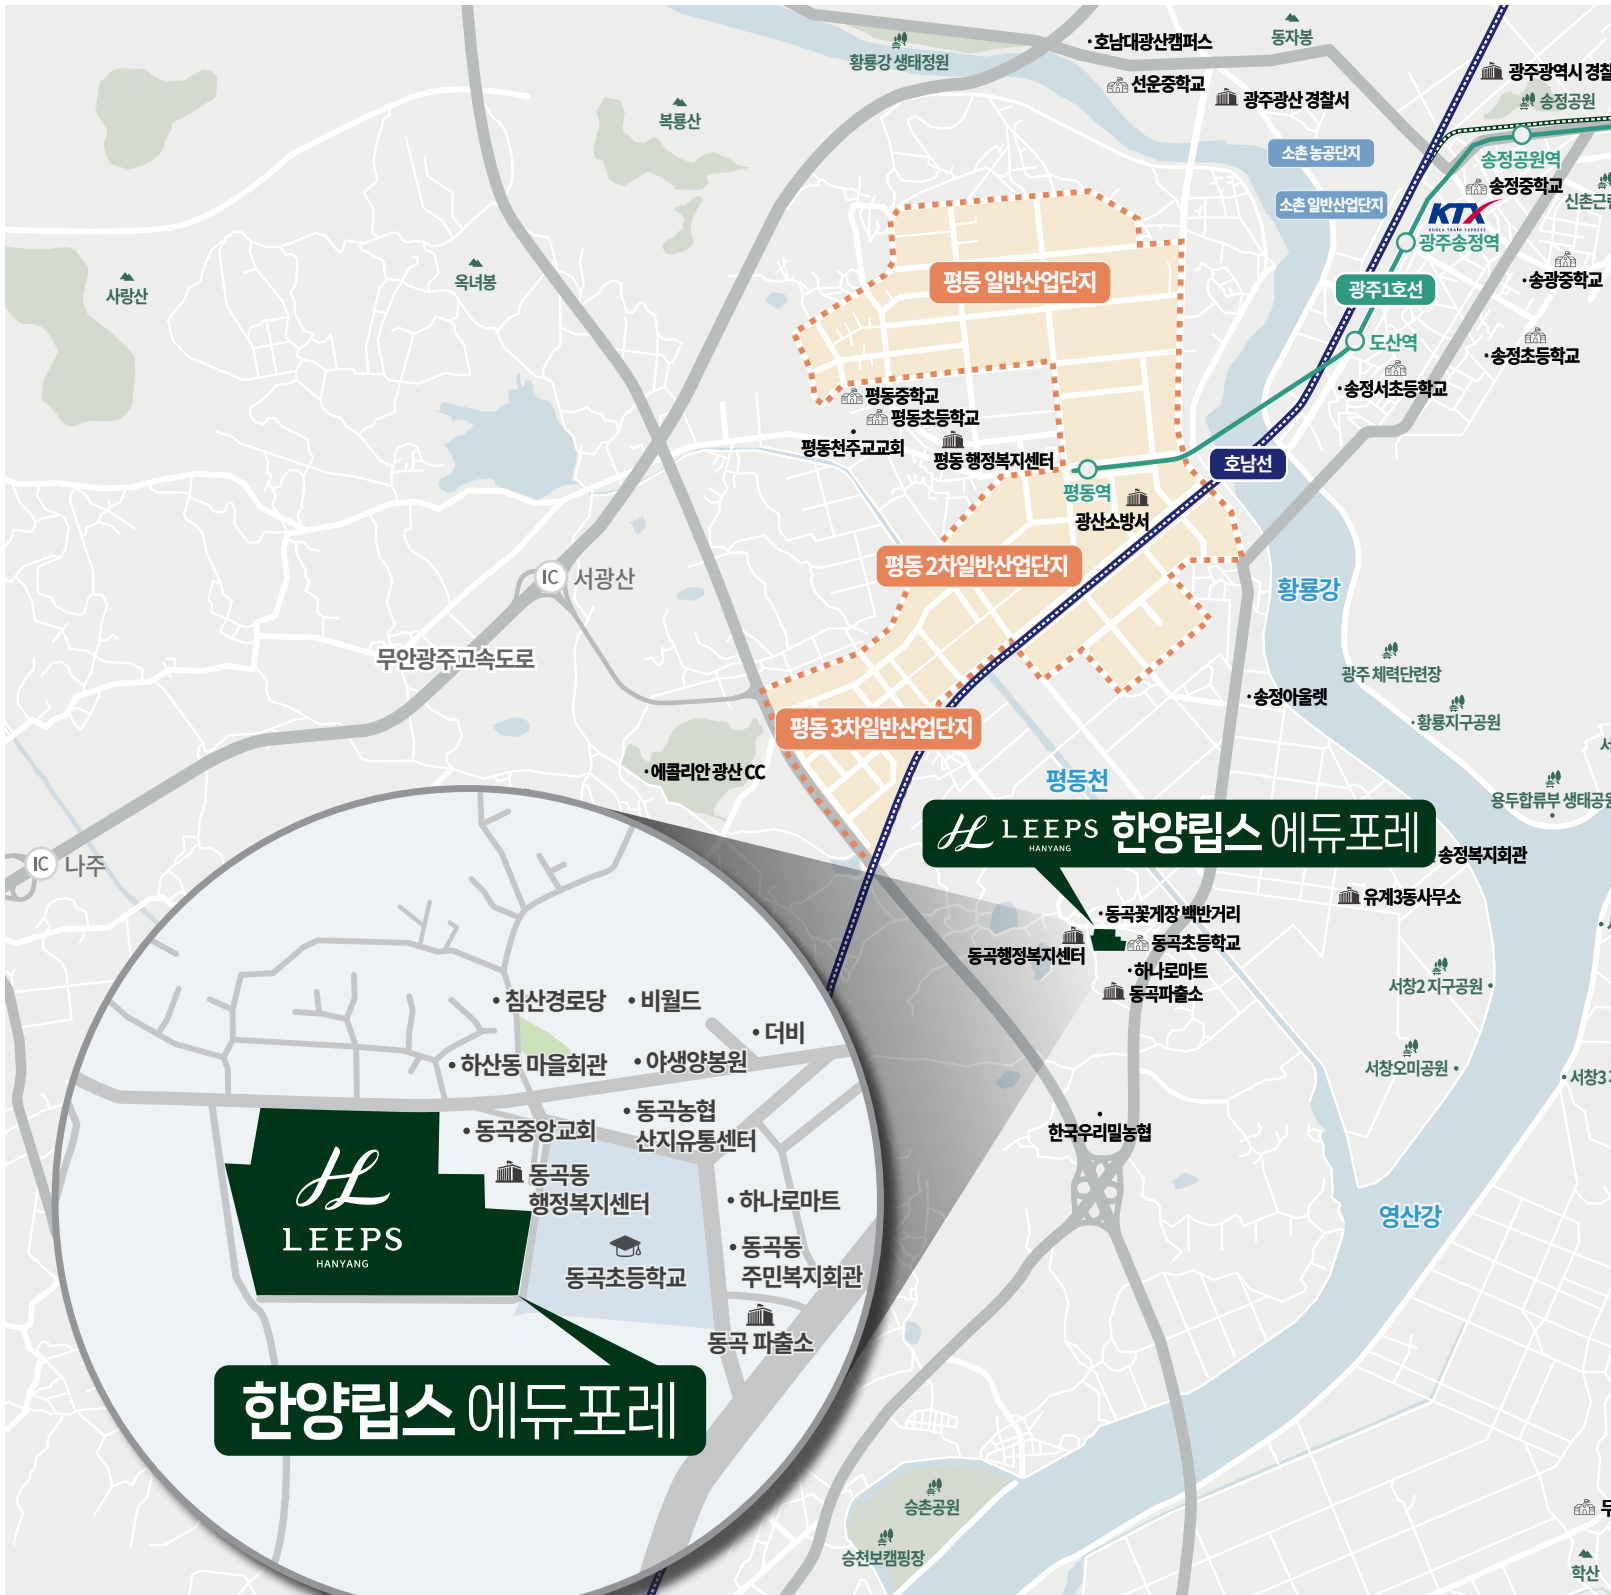 황룡강 생태정원
·호남대광산캠퍼스
동자봉
선운중학교
광주광산 경찰서
광주광역시 경찰
송정공원
복룡산
소촌 농공단지
송정공원역
송정중학교
소촌 일반산업단지
신촌근린
KTX
KOREA TRAIN EXPRESS
광주송정역
평동 일반산업단지
·송광중학교
사랑산
옥녀봉
광주1호선
도산역
·송정초등학교
·송정서초등학교
평동중학교
평동초등학교
평동천주교교회
평동 행정복지센터
호남선
평동역
광산소방서
평동 2차일반산업단지
IC 서광산
황룡강
무안광주고속도로
광주 체력단련장
·송정아울렛
·황룡지구공원
평동 3차일반산업단지
·에콜리안 광산 CC
평동천
용두합류부 생태공원
LEEPS
HANYANG
한양립스 에듀포레
송정복지회관
IC 나주
유계3동사무소
·동곡꽃게장 백반거리
동곡초등학교
동곡행정복지센터
·하나로마트
동곡파출소
서창2 지구공원 ·
서창오미공원 ·
·서창3
한국우리밀농협
영산강
승촌공원
승천보캠핑장
학산
• 침산경로당
• 비월드
• 더비
• 하산동 마을회관
• 야생양봉원
• 동곡농협
산지유통센터
• 동곡중앙교회
동곡동
행정복지센터
• 하나로마트
LEEPS
HANYANG
• 동곡동
주민복지회관
동곡초등학교
동곡 파출소
한양립스 에듀포레